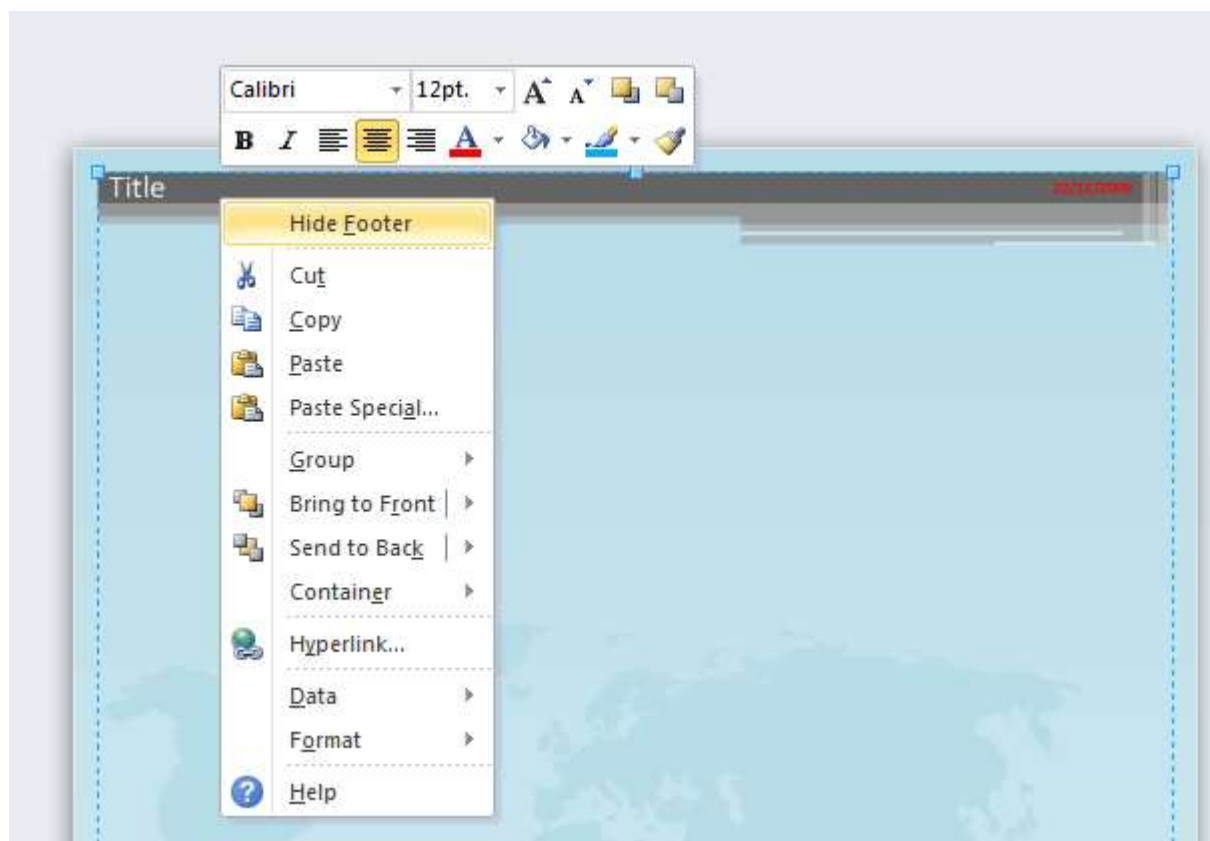 Calibri 12pt. A A
B I A
Title
Hide Footer
Cut
Copy
Paste
Paste Special...
Group
Bring to Front
Send to Back
Container
Hyperlink...
Data
Format
Help